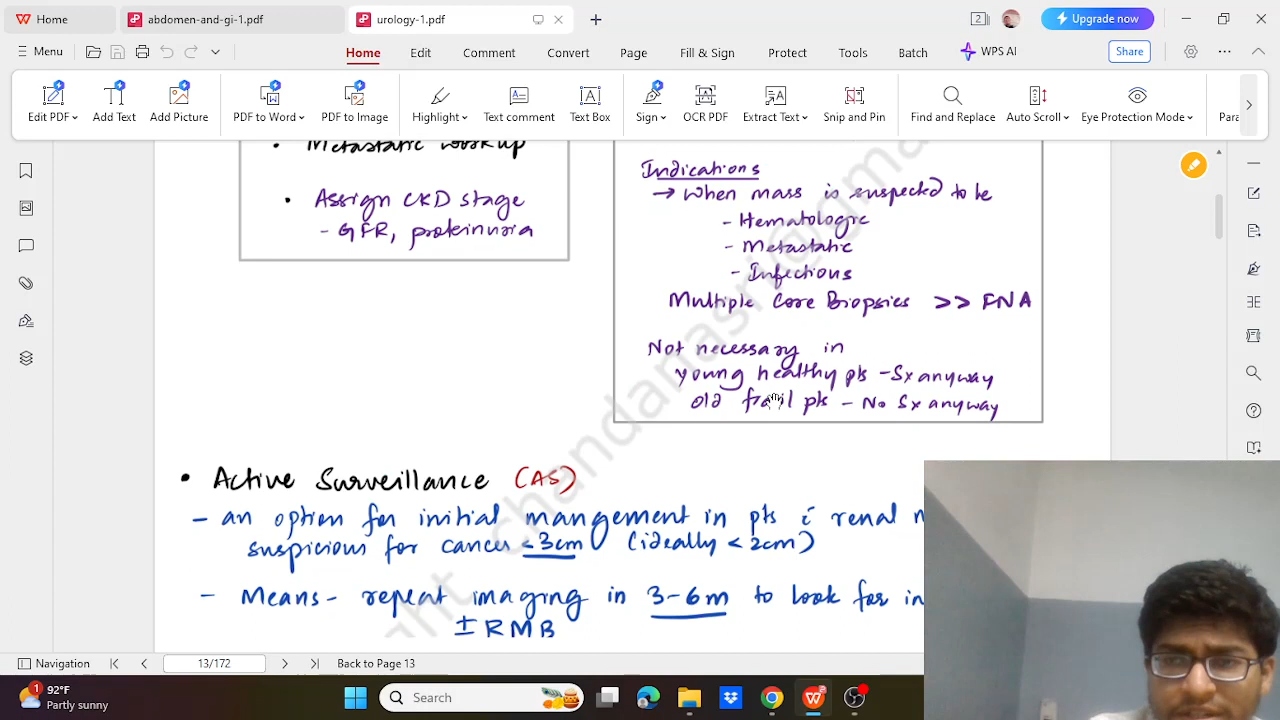 Home
abdomen-and-gi-1.pdf
urology-1.pdf
2
Upgrade now
Menu
Home
Edit
Comment
Convert
Page
Fill & Sign
Protect
Tools
Batch
WPS AI
Share
Edit PDF
Add Text
Add Picture
PDF to Word
PDF to Image
Highlight
Text comment
Text Box
Sign
OCR PDF
Extract Text
Snip and Pin
Find and Replace
Auto Scroll
Eye Protection Mode
Para
• Metastatic workup
• Assign CKD stage
- GFR, proteinuria
Indications
→ When mass is suspected to be
- Hematologic
- Metastatic
- Infections
Multiple Core Biopsies >> FNA
Not necessary in
young healthy pts - Sx anyway
old frail pts - No Sx anyway
• Active Surveillance (AS)
- an option for initial mangement in pts c̄ renal
suspicious for cancer < 3cm (ideally < 2cm)
- Means - repeat imaging in 3-6m to look for in
± RMB
chandanasri@gma
Navigation
13/172
Back to Page 13
1
92°F
Partly sunny
Search